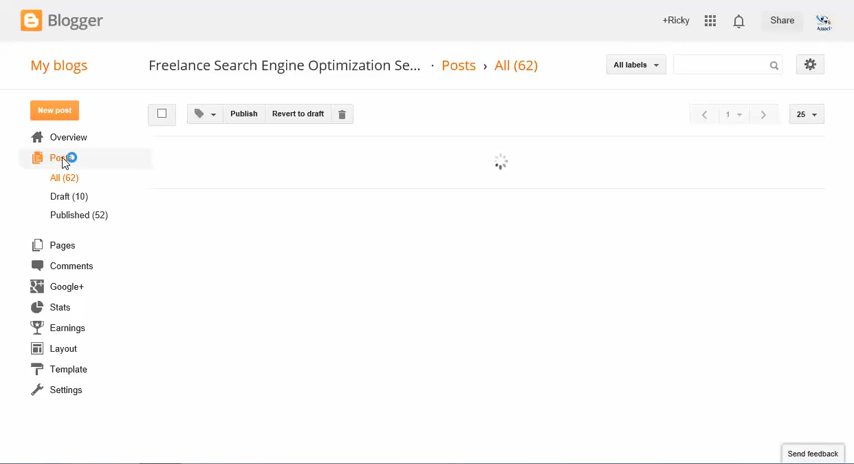 Blogger
+Ricky
Share
My blogs
Freelance Search Engine Optimization Se... · Posts › All (62)
All labels
New post
Publish
Revert to draft
1
25
Overview
Posts
All (62)
Draft (10)
Published (52)
Pages
Comments
Google+
Stats
Earnings
Layout
Template
Settings
Send feedback